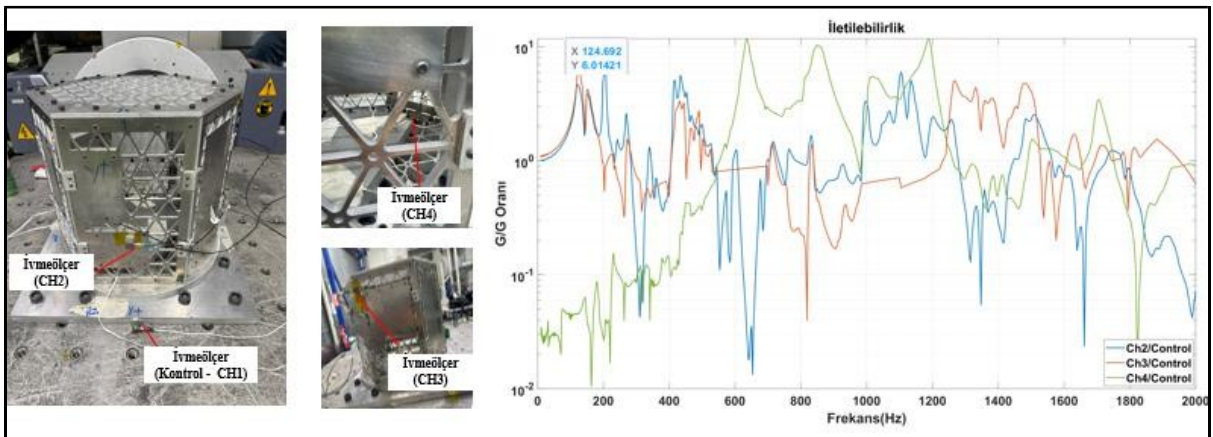 İvmeölçer
(CH2)
İvmeölçer
(Kontrol - CH1)
İvmeölçer
(CH4)
İvmeölçer
(CH3)
İletilebilirlik
X 124.692
Y 6.01421
G/G Oranı
10¹
10⁰
10⁻¹
10⁻²
0 200 400 600 800 1000 1200 1400 1600 1800 2000
Frekans(Hz)
Ch2/Control
Ch3/Control
Ch4/Control